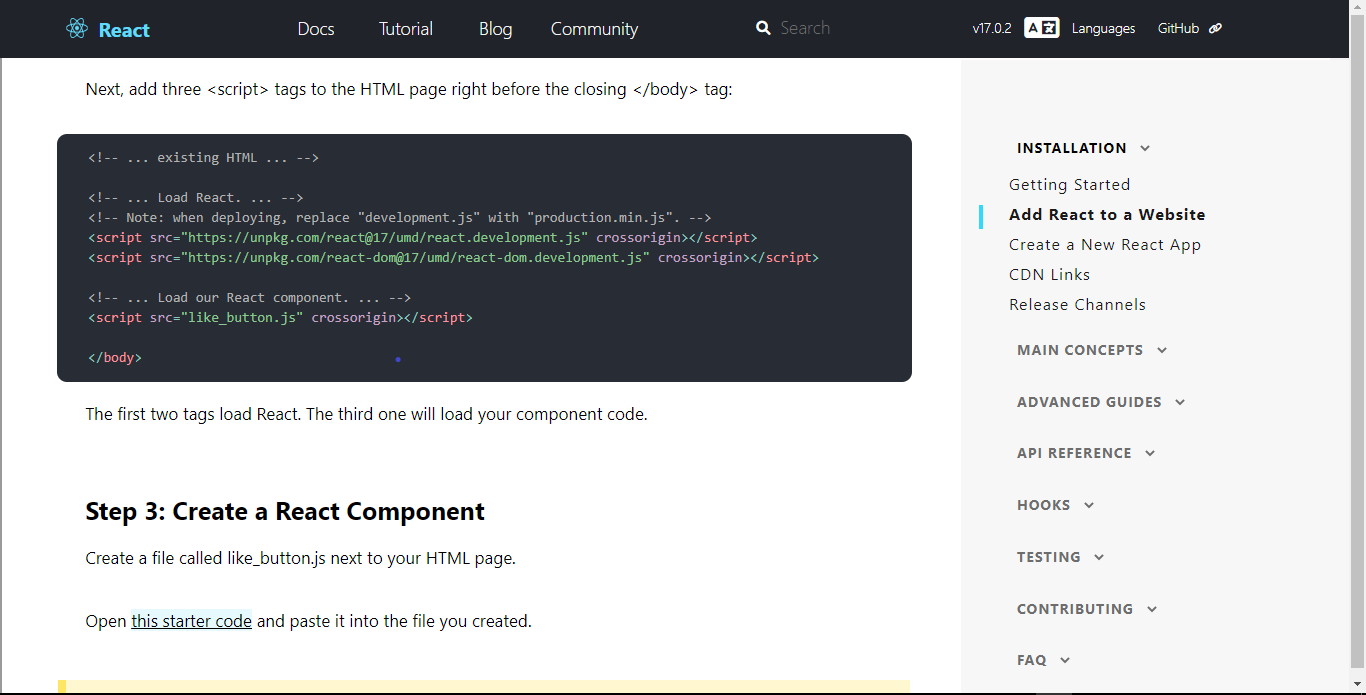 React
Docs
Tutorial
Blog
Community
Search
v17.0.2
Languages
GitHub
Next, add three <script> tags to the HTML page right before the closing </body> tag:
<!-- ... existing HTML ... -->
<!-- ... Load React. ... -->
<!-- Note: when deploying, replace "development.js" with "production.min.js". -->
<script src="https://unpkg.com/react@17/umd/react.development.js" crossorigin></script>
<script src="https://unpkg.com/react-dom@17/umd/react-dom.development.js" crossorigin></script>
<!-- ... Load our React component. ... -->
<script src="like_button.js" crossorigin></script>
</body>
The first two tags load React. The third one will load your component code.
Step 3: Create a React Component
Create a file called like_button.js next to your HTML page.
Open this starter code and paste it into the file you created.
INSTALLATION
Getting Started
Add React to a Website
Create a New React App
CDN Links
Release Channels
MAIN CONCEPTS
ADVANCED GUIDES
API REFERENCE
HOOKS
TESTING
CONTRIBUTING
FAQ